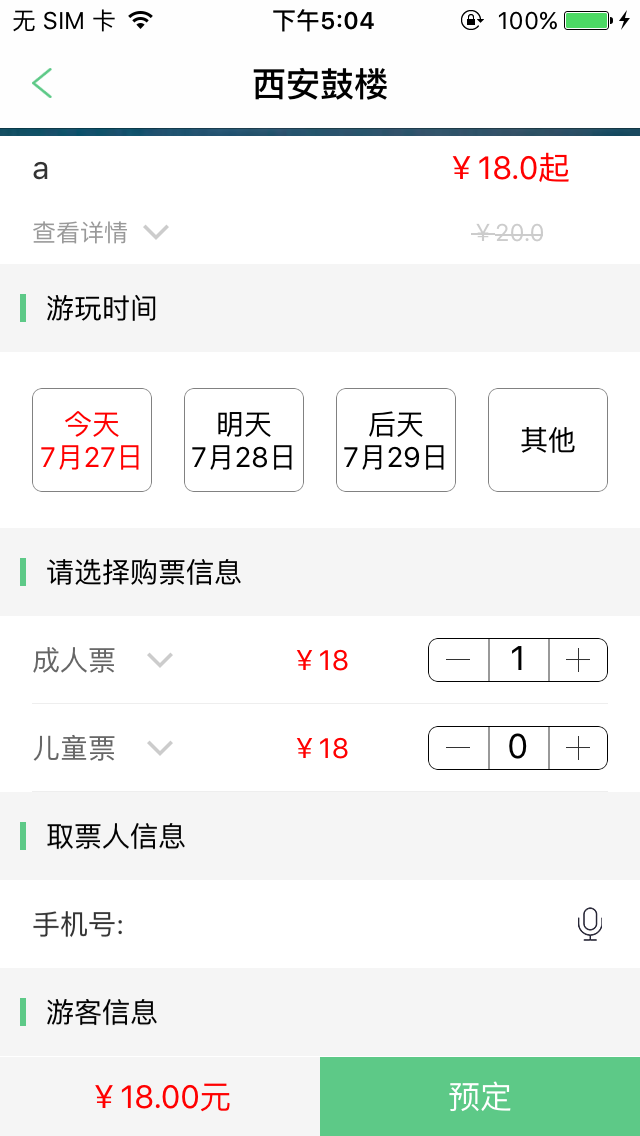 无 SIM 卡 下午5:04 100%
西安鼓楼
a ￥18.0起
查看详情 ￥20.0
游玩时间
今天 明天 后天 其他
7月27日 7月28日 7月29日
请选择购票信息
成人票 ￥18 1
儿童票 ￥18 0
取票人信息
手机号:
游客信息
￥18.00元 预定